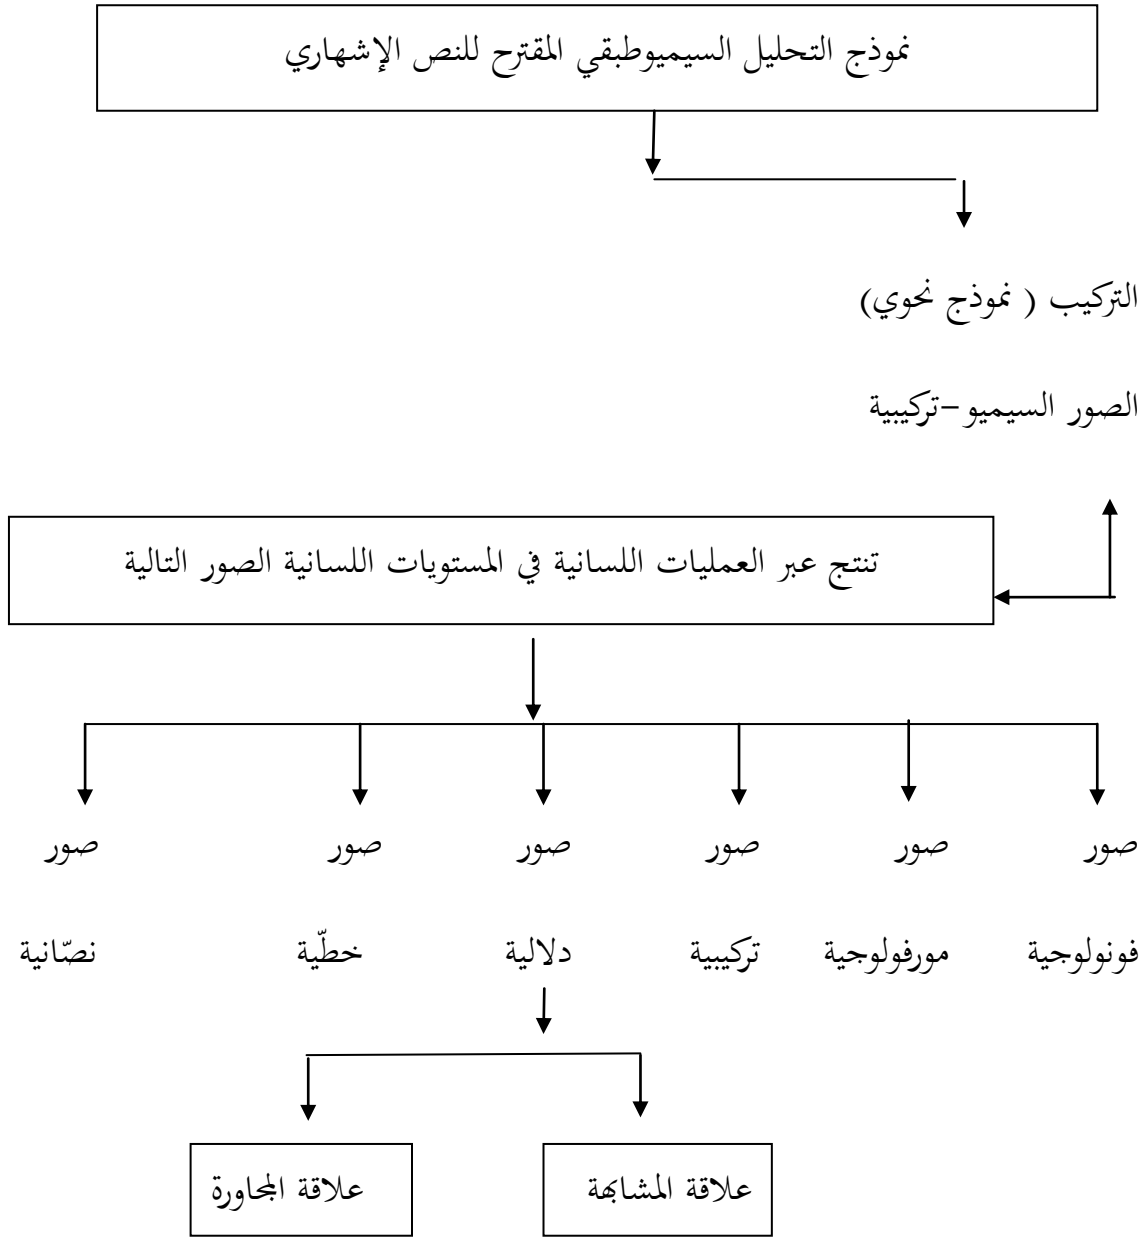 نموذج التحليل السيميوطبقي المقترح للنص الإشهاري
التركيب ( نموذج نحوي)
الصور السيميو-تركيبية
تنتج عبر العمليات اللسانية في المستويات اللسانية الصور التالية
صور صور صور صور صور صور
فونولوجية مورفولوجية تركيبية دلالية خطّية نصّانية
علاقة المشابهة علاقة المجاورة